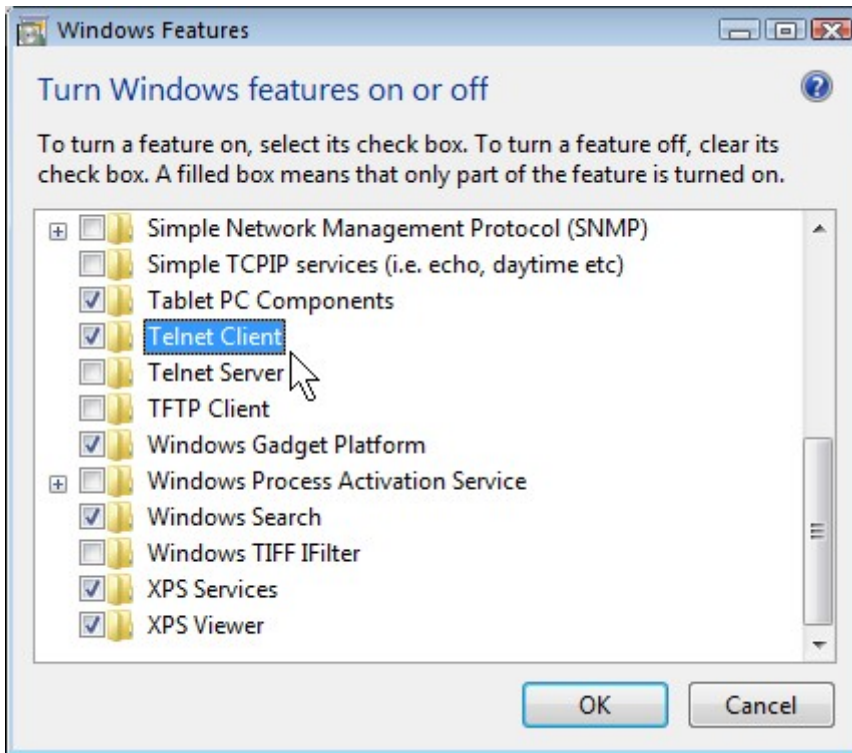 Windows Features
Turn Windows features on or off
To turn a feature on, select its check box. To turn a feature off, clear its
check box. A filled box means that only part of the feature is turned on.
Simple Network Management Protocol (SNMP)
Simple TCPIP services (i.e. echo, daytime etc)
Tablet PC Components
Telnet Client
Telnet Server
TFTP Client
Windows Gadget Platform
Windows Process Activation Service
Windows Search
Windows TIFF IFilter
XPS Services
XPS Viewer
OK Cancel